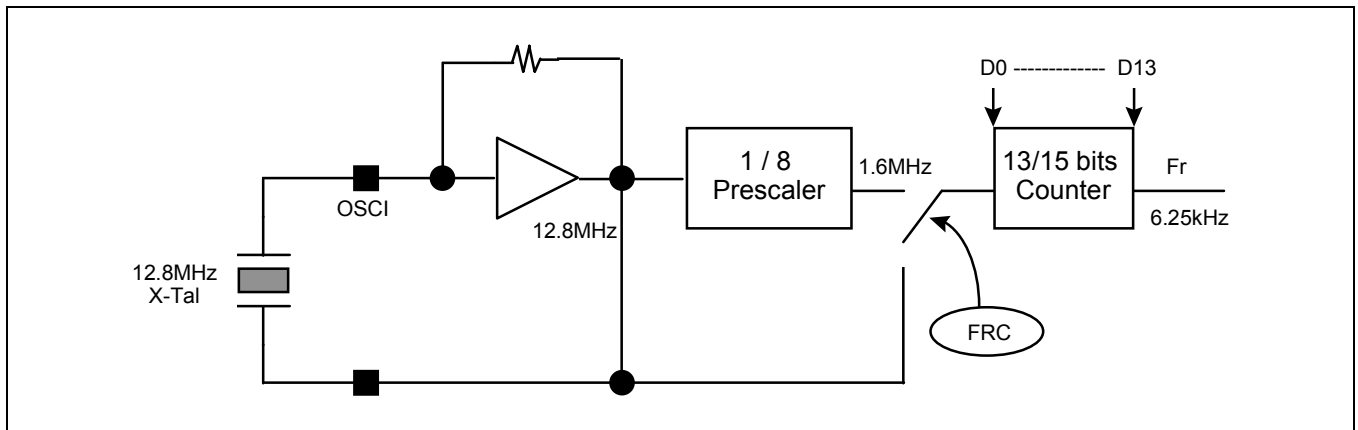 D0 ------------- D13
1 / 8
Prescaler
1.6MHz
13/15 bits
Counter
Fr
6.25kHz
OSCI
12.8MHz
12.8MHz
X-Tal
FRC